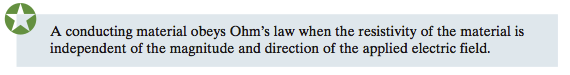 A conducting material obeys Ohm's law when the resistivity of the material is
independent of the magnitude and direction of the applied electric field.